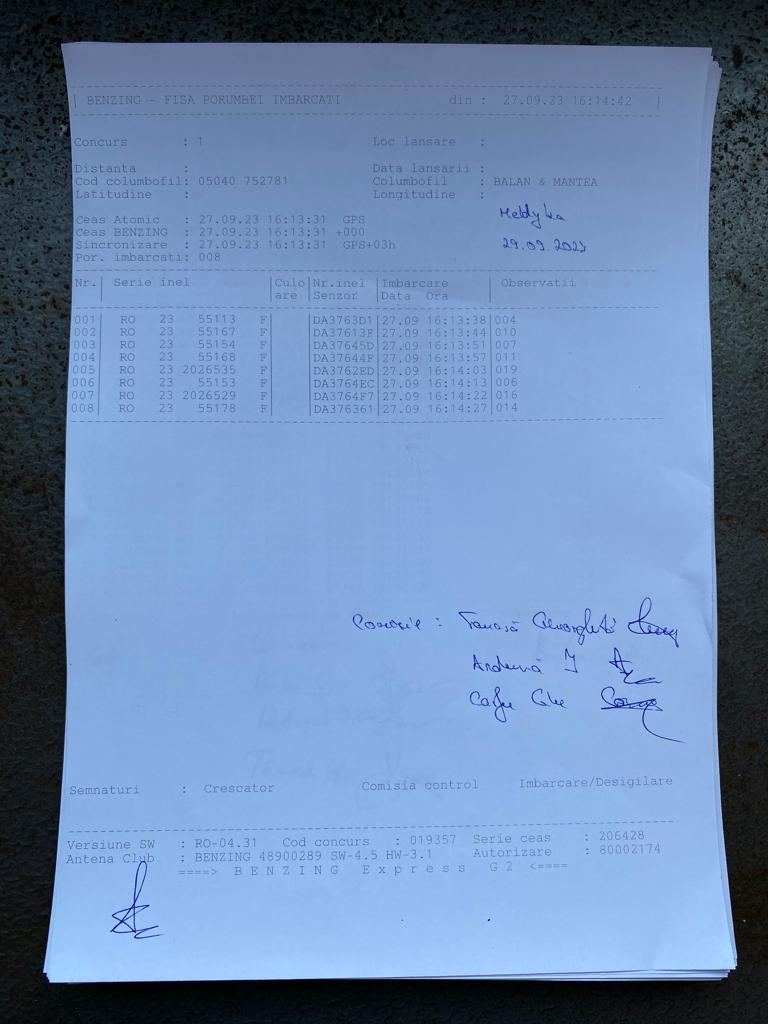 | BENZING - FISA PORUMBEI IMBARCATI din : 27.09.23 16:14:42 |
Concurs : 1 Loc lansare :
Distanta : Data lansarii :
Cod columbofil: 05040 752781 Columbofil : BALAN & MANTEA
Latitudine : Longitudine :
Ceas Atomic : 27.09.23 16:13:31 GPS
Ceas BENZING : 27.09.23 16:13:31 +000
Sincronizare : 27.09.23 16:13:31 GPS+03h
Por. imbarcati: 008
Medyka
29.09.2023
Nr.| Serie inel |Culo|Nr.inel |Imbarcare | Observatii
are |Senzor |Data Ora
001| RO 23 55113 F| |DA3763D1|27.09 16:13:38|004
002| RO 23 55167 F| |DA37613F|27.09 16:13:44|010
003| RO 23 55154 F| |DA37645D|27.09 16:13:51|007
004| RO 23 55168 F| |DA37644F|27.09 16:13:57|011
005| RO 23 2026535 F| |DA3762ED|27.09 16:14:03|019
006| RO 23 55153 F| |DA3764EC|27.09 16:14:13|006
007| RO 23 2026529 F| |DA3764F7|27.09 16:14:22|016
008| RO 23 55178 F| |DA376361|27.09 16:14:27|014
: Tanasă
Semnaturi : Crescator Comisia control Imbarcare/Desigilare
Versiune SW : RO-04.31 Cod concurs : 019357 Serie ceas : 206428
Antena Club : BENZING 48900289 SW-4.5 HW-3.1 Autorizare : 80002174
====> B E N Z I N G E x p r e s s G 2 <====